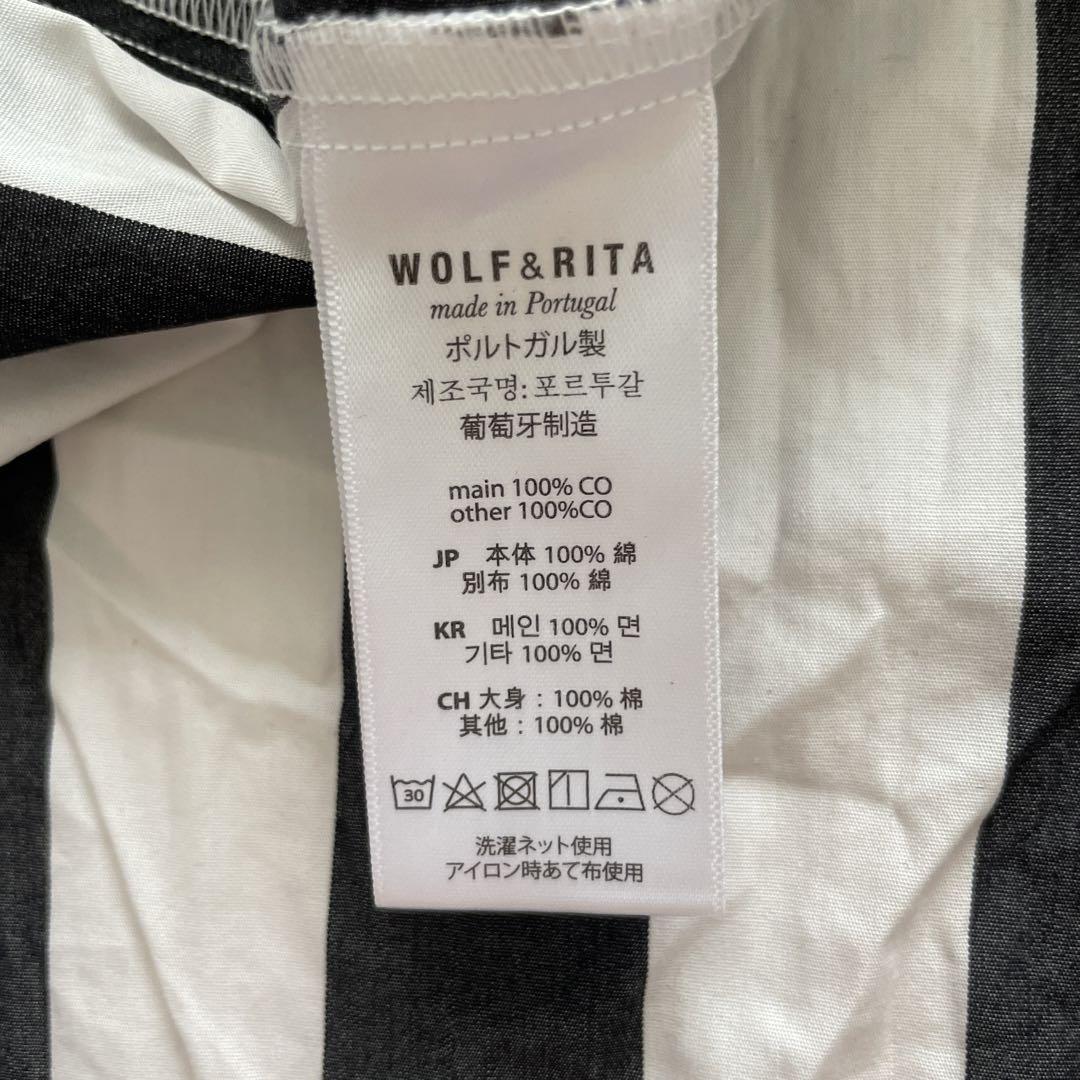 WOLF&RITA
made in Portugal
ポルトガル製
제조국명: 포르투갈
葡萄牙制造
main 100% CO
other 100%CO
JP 本体 100% 綿
別布 100% 綿
KR 메인 100% 면
기타 100% 면
CH 大身 : 100% 棉
其他 : 100% 棉
30
洗濯ネット使用
アイロン時あて布使用